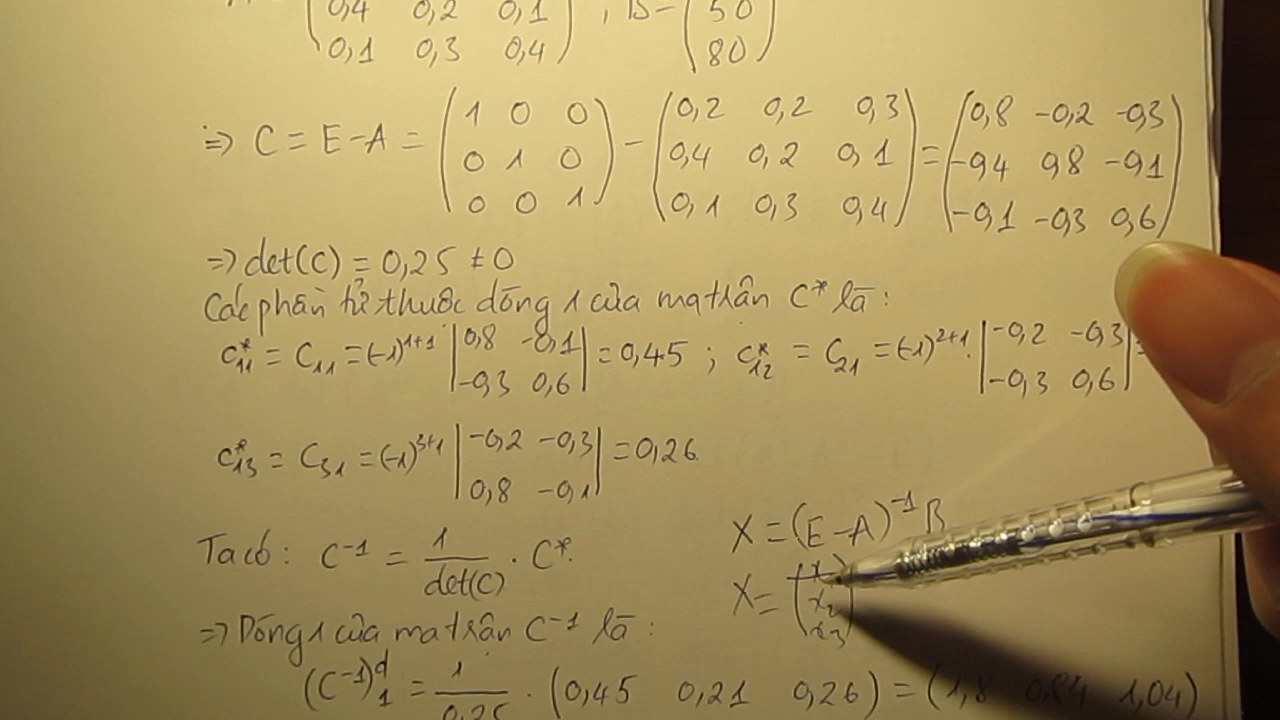 0,4 0,2 0,1 , B = 50
0,1 0,3 0,4 80
=> C = E - A = (1 0 0; 0 1 0; 0 0 1) - (0,2 0,2 0,3; 0,4 0,2 0,1; 0,1 0,3 0,4) = (0,8 -0,2 -0,3; -0,4 0,8 -0,1; -0,1 -0,3 0,6)
=> det(C) = 0,25 ≠ 0
Các phần tử thuộc dòng 1 của ma trận C* là:
c*₁₁ = C₁₁ = (-1)¹⁺¹ |0,8 -0,1; -0,3 0,6| = 0,45 ; c*₁₂ = C₂₁ = (-1)²⁺¹. |-0,2 -0,3; -0,3 0,6| =
c*₁₃ = C₃₁ = (-1)³⁺¹ |-0,2 -0,3; 0,8 -0,1| = 0,26
X = (E - A)⁻¹ B
Ta có: C⁻¹ = 1/det(C) . C*.
X = (x₁; x₂; x₃)
=> Dòng 1 của ma trận C⁻¹ là:
(C⁻¹)ᵈ₁ = 1/0,25 . (0,45 0,21 0,26) = (1,8 0,84 1,04)